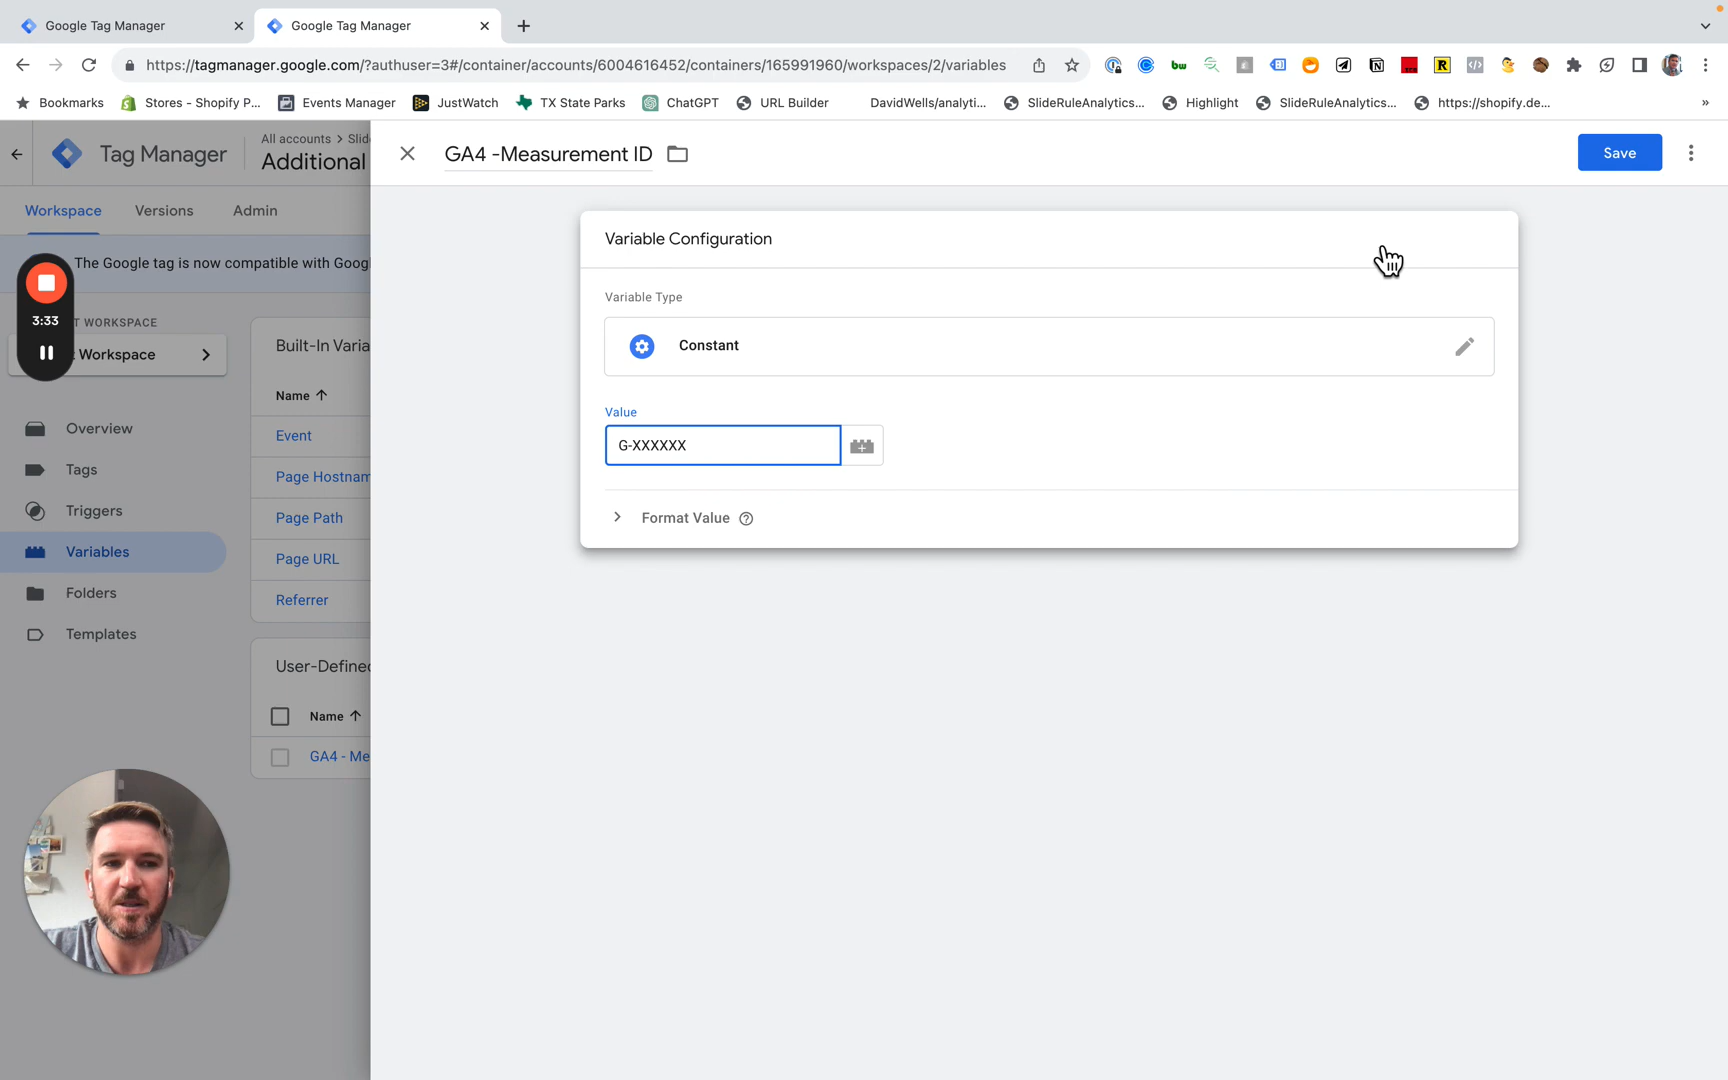 Google Tag Manager
Google Tag Manager
https://tagmanager.google.com/?authuser=3#/container/accounts/6004616452/containers/165991960/workspaces/2/variables
Bookmarks
Stores - Shopify P...
Events Manager
JustWatch
TX State Parks
ChatGPT
URL Builder
DavidWells/analyti...
SlideRuleAnalytics...
Highlight
SlideRuleAnalytics...
https://shopify.de...
»
Tag Manager
All accounts > Slid
Additional
GA4 -Measurement ID
Save
Workspace
Versions
Admin
The Google tag is now compatible with Goog
3:33
T WORKSPACE
Workspace
Overview
Tags
Triggers
Variables
Folders
Templates
Built-In Varia
Name
Event
Page Hostnam
Page Path
Page URL
Referrer
User-Defined
Name
GA4 - Me
Variable Configuration
Variable Type
Constant
Value
G-XXXXXX
Format Value